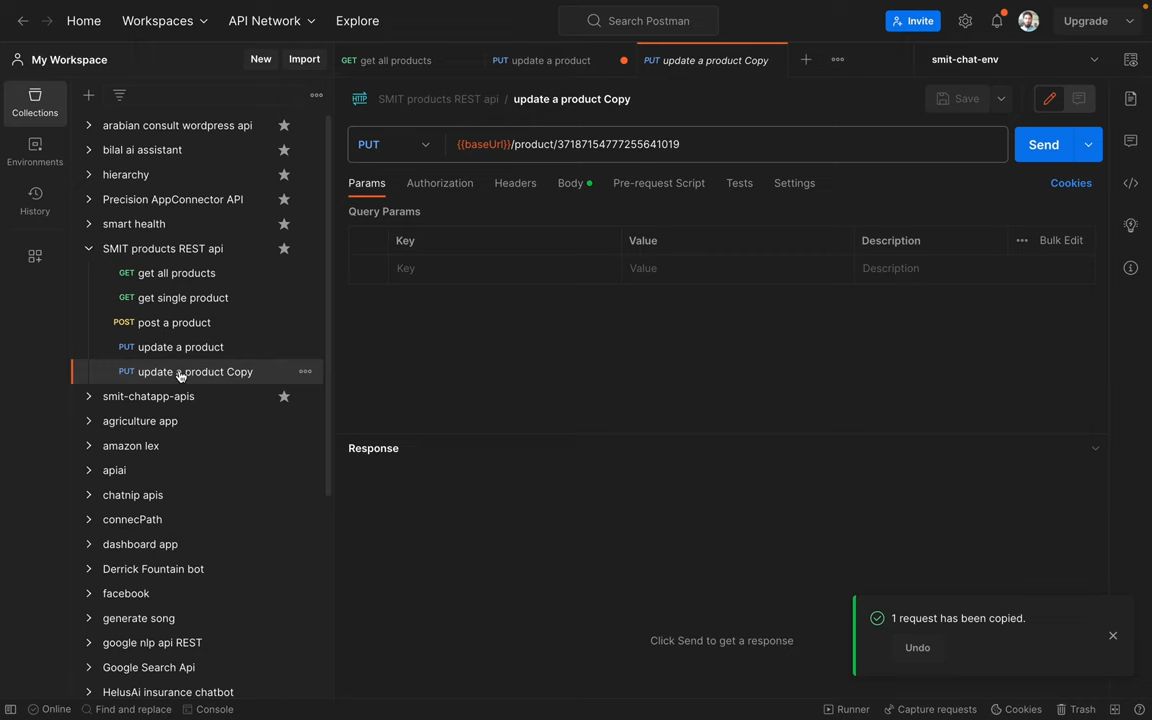 Home Workspaces API Network Explore Search Postman Invite Upgrade
My Workspace New Import GET get all products PUT update a product PUT update a product Copy smit-chat-env
Collections
Environments
History
arabian consult wordpress api
bilal ai assistant
hierarchy
Precision AppConnector API
smart health
SMIT products REST api
GET get all products
GET get single product
POST post a product
PUT update a product
PUT update a product Copy
smit-chatapp-apis
agriculture app
amazon lex
apiai
chatnip apis
connecPath
dashboard app
Derrick Fountain bot
facebook
generate song
google nlp api REST
Google Search Api
HelusAi insurance chatbot
HTTP SMIT products REST api / update a product Copy Save
PUT {{baseUrl}}/product/37187154777255641019 Send
Params Authorization Headers Body Pre-request Script Tests Settings Cookies
Query Params
Key Value Description Bulk Edit
Key Value Description
Response
Click Send to get a response
1 request has been copied.
Undo
Online Find and replace Console Runner Capture requests Cookies Trash